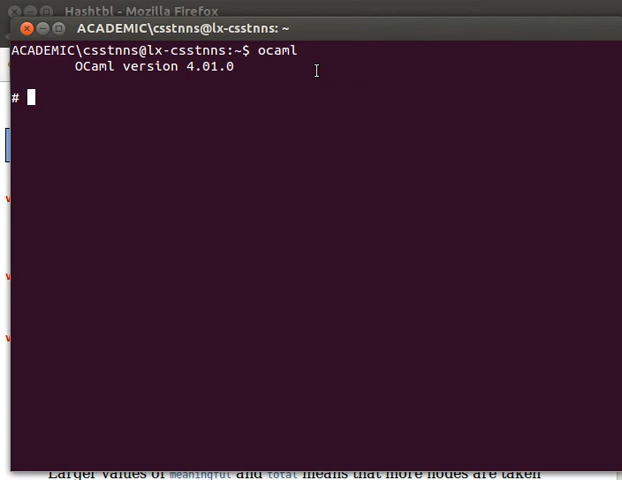 Hashtbl - Mozilla Firefox
ACADEMIC\csstnns@lx-csstnns: ~
ACADEMIC\csstnns@lx-csstnns:~$ ocaml
OCaml version 4.01.0
#
Larger values of meaningful and total means that more nodes are taken